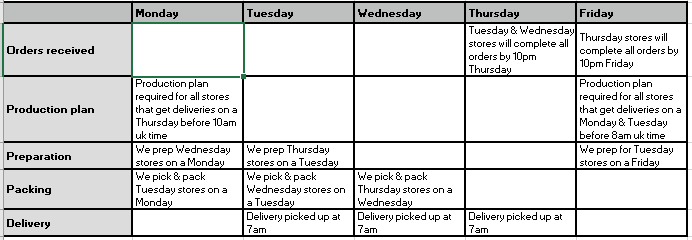 Monday Tuesday Wednesday Thursday Friday
Orders received
Tuesday & Wednesday
stores will complete all
orders by 10pm
Thursday
Thursday stores will
complete all orders by
10pm Friday
Production plan
Production plan
required for all stores
that get deliveries on a
Thursday before 10am
uk time
Production plan
required for all stores
that get deliveries on a
Monday & Tuesday
before 8am uk time
Preparation
We prep Wednesday
stores on a Monday
We prep Thursday
stores on a Tuesday
We prep for Tuesday
stores on a Friday
Packing
We pick & pack
Tuesday stores on a
Monday
We pick & pack
Wednesday stores on
a Tuesday
We pick & pack
Thursday stores on a
Wednesday
Delivery
Delivery picked up at
7am
Delivery picked up at
7am
Delivery picked up at
7am